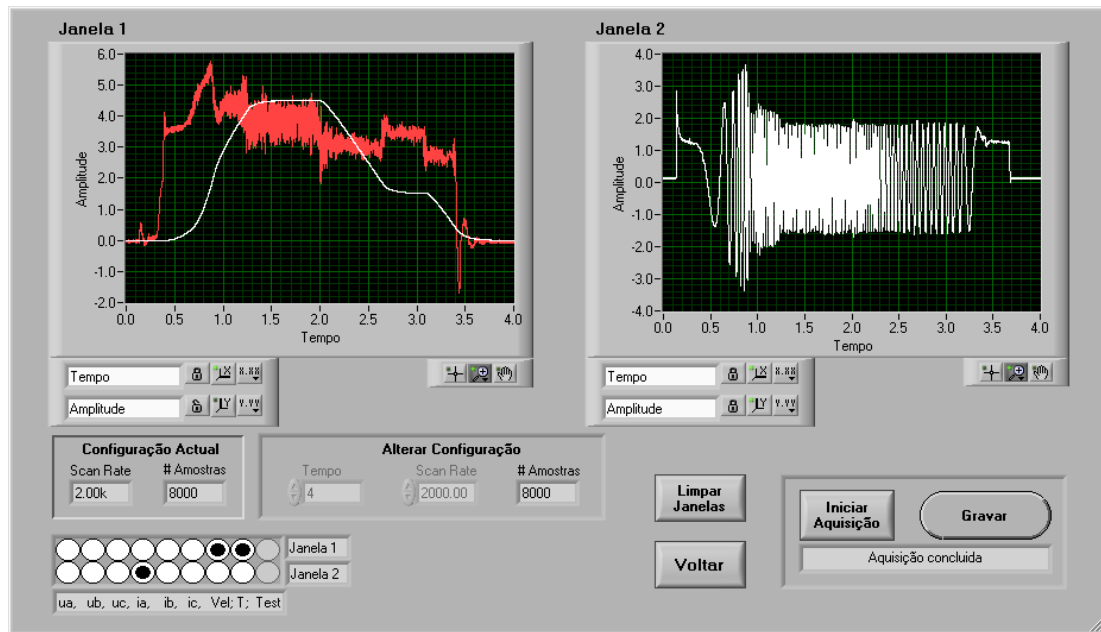 Janela 1
6.0
5.0
4.0
3.0
2.0
1.0
0.0
-1.0
-2.0
Amplitude
0.0 0.5 1.0 1.5 2.0 2.5 3.0 3.5 4.0
Tempo
Tempo
X
X.XX
Amplitude
Y
Y.YY
Janela 2
4.0
3.0
2.0
1.0
0.0
-1.0
-2.0
-3.0
-4.0
Amplitude
0.0 0.5 1.0 1.5 2.0 2.5 3.0 3.5 4.0
Tempo
Tempo
X
X.XX
Amplitude
Y
Y.YY
Configuração Actual
Scan Rate # Amostras
2.00k 8000
Alterar Configuração
Tempo Scan Rate # Amostras
4 2000.00 8000
Janela 1
Janela 2
ua, ub, uc, ia, ib, ic, Vel; T; Test
Limpar
Janelas
Voltar
Iniciar
Aquisição
Gravar
Aquisição concluida